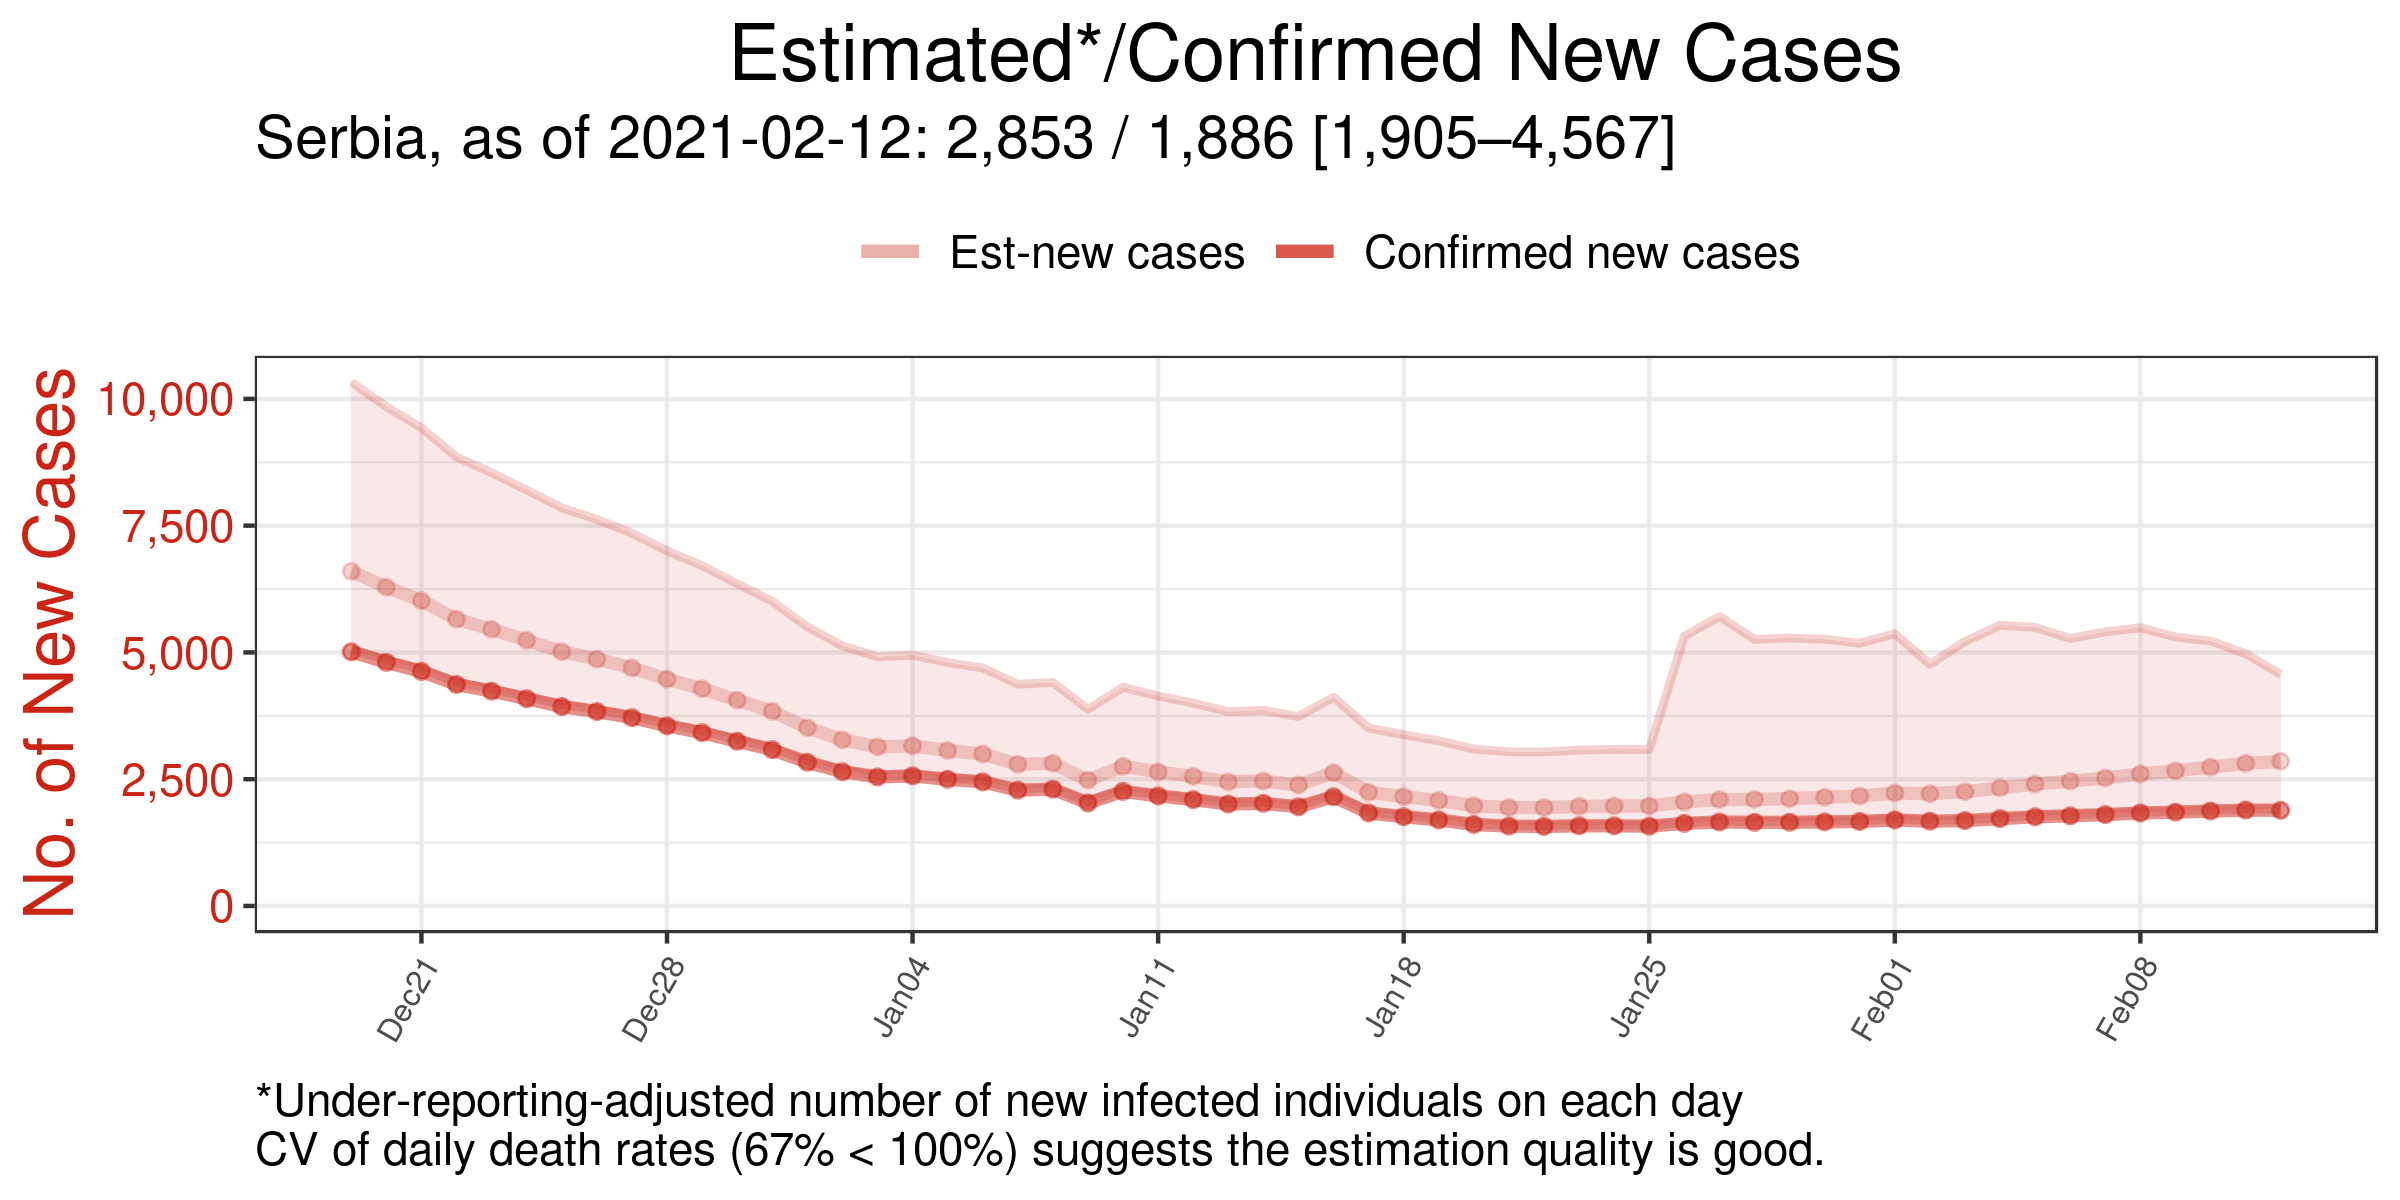 Estimated*/Confirmed New Cases
Serbia, as of 2021-02-12: 2,853 / 1,886 [1,905–4,567]
Est-new cases Confirmed new cases
No. of New Cases
10,000
7,500
5,000
2,500
0
Dec21 Dec28 Jan04 Jan11 Jan18 Jan25 Feb01 Feb08
*Under-reporting-adjusted number of new infected individuals on each day
CV of daily death rates (67% < 100%) suggests the estimation quality is good.